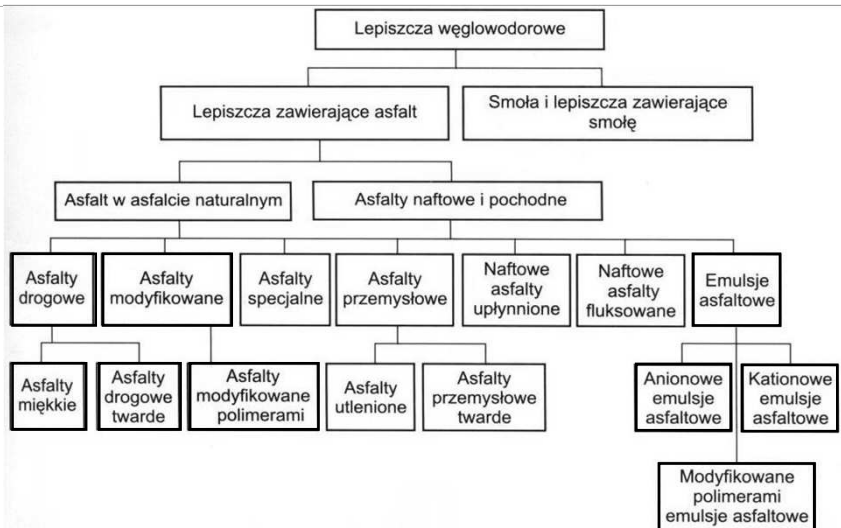 Lepiszcza węglowodorowe
Lepiszcza zawierające asfalt
Smoła i lepiszcza zawierające
smołę
Asfalt w asfalcie naturalnym
Asfalty naftowe i pochodne
Asfalty
drogowe
Asfalty
modyfikowane
Asfalty
specjalne
Asfalty
przemysłowe
Naftowe
asfalty
upłynnione
Naftowe
asfalty
fluksowane
Emulsje
asfaltowe
Asfalty
miękkie
Asfalty
drogowe
twarde
Asfalty
modyfikowane
polimerami
Asfalty
utlenione
Asfalty
przemysłowe
twarde
Anionowe
emulsje
asfaltowe
Kationowe
emulsje
asfaltowe
Modyfikowane
polimerami
emulsje asfaltowe